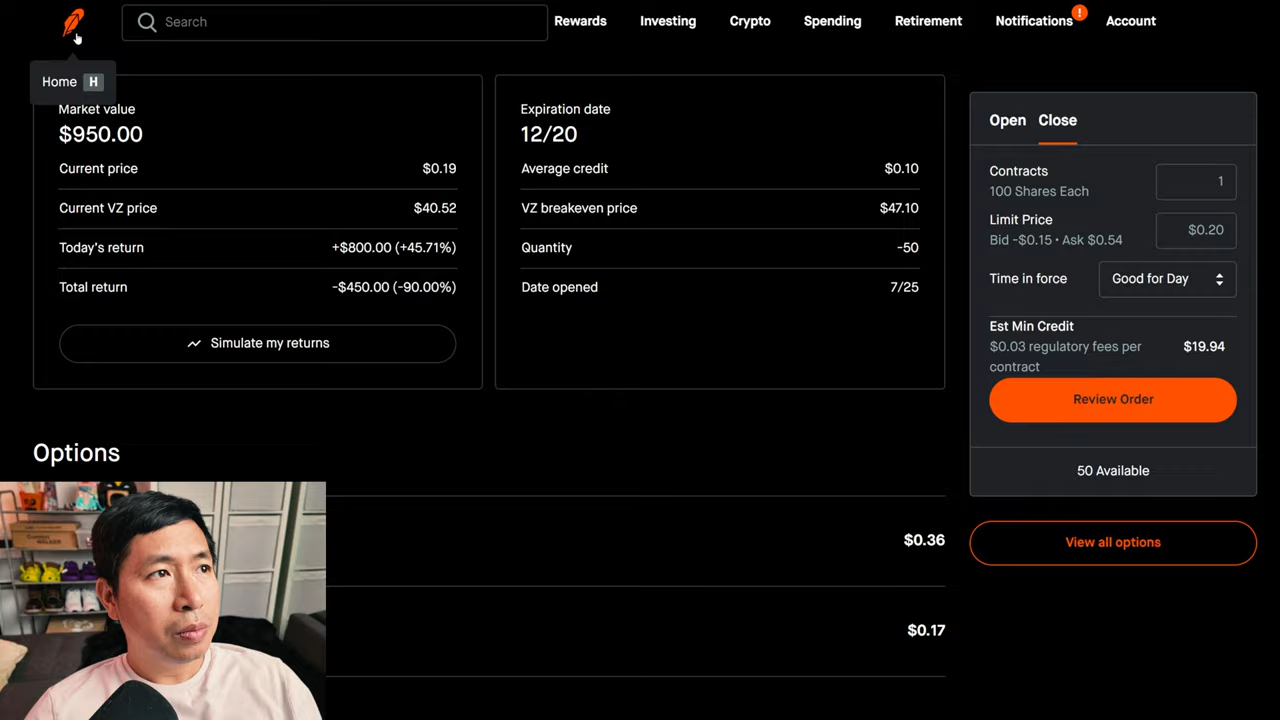 Search
Rewards
Investing
Crypto
Spending
Retirement
Notifications
!
Account
Home H
Market value
$950.00
Current price $0.19
Current VZ price $40.52
Today's return +$800.00 (+45.71%)
Total return -$450.00 (-90.00%)
Simulate my returns
Expiration date
12/20
Average credit $0.10
VZ breakeven price $47.10
Quantity -50
Date opened 7/25
Open Close
Contracts
100 Shares Each
1
Limit Price
Bid -$0.15 • Ask $0.54
$0.20
Time in force Good for Day
Est Min Credit
$0.03 regulatory fees per
contract
$19.94
Review Order
50 Available
View all options
Options
$0.36
$0.17